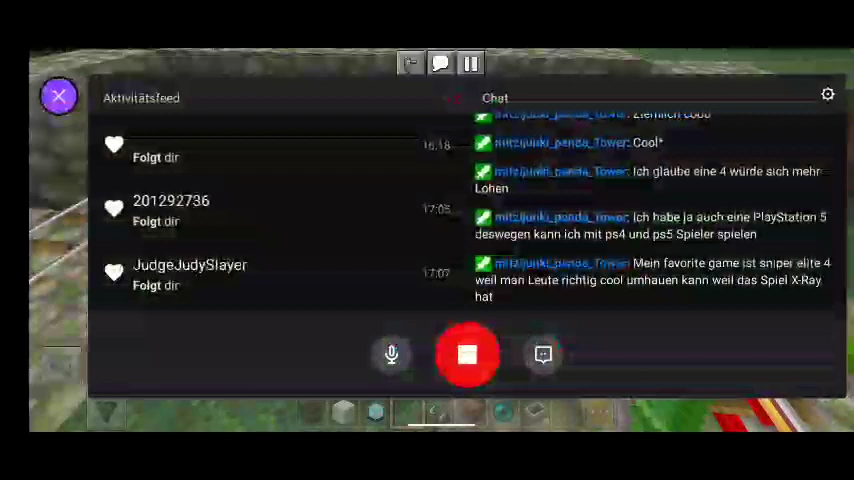 Aktivitätsfeed
Folgt dir
16:18
201292736
Folgt dir
17:05
JudgeJudySlayer
Folgt dir
17:07
Chat
mitzijunki_panda_Tower: Ziemlich cooo
mitzijunki_panda_Tower: Cool*
mitzijunki_panda_Tower: Ich glaube eine 4 würde sich mehr
Lohen
mitzijunki_panda_Tower: Ich habe ja auch eine PlayStation 5
deswegen kann ich mit ps4 und ps5 Spieler spielen
mitzijunki_panda_Tower: Mein favorite game ist sniper elite 4
weil man Leute richtig cool umhauen kann weil das Spiel X-Ray
hat